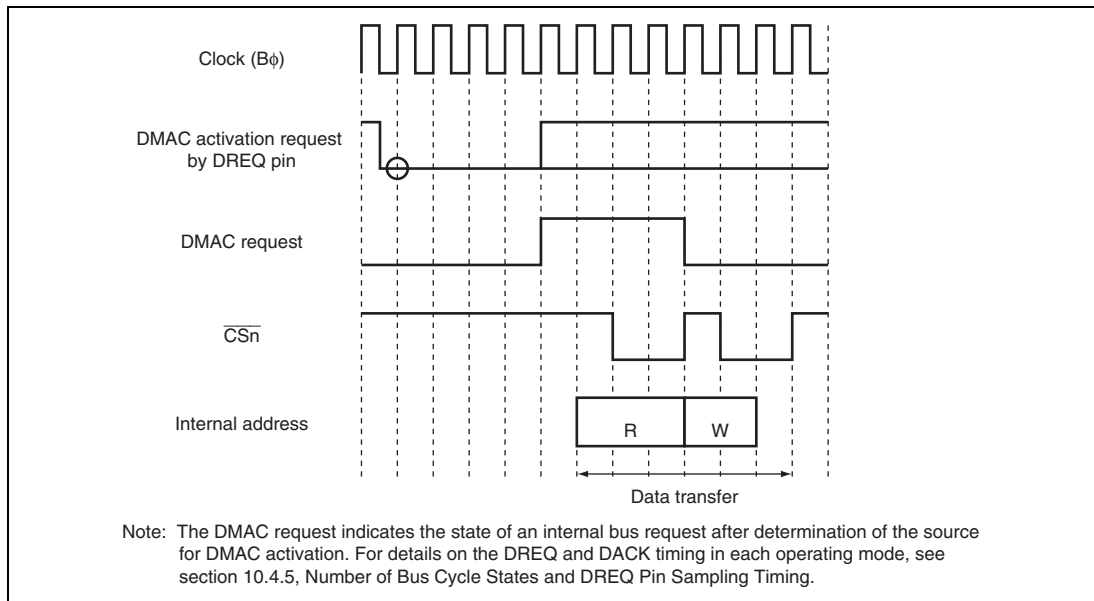 Clock (Bϕ)
DMAC activation request
by DREQ pin
DMAC request
CSn
Internal address
R
W
Data transfer
Note: The DMAC request indicates the state of an internal bus request after determination of the source
for DMAC activation. For details on the DREQ and DACK timing in each operating mode, see
section 10.4.5, Number of Bus Cycle States and DREQ Pin Sampling Timing.